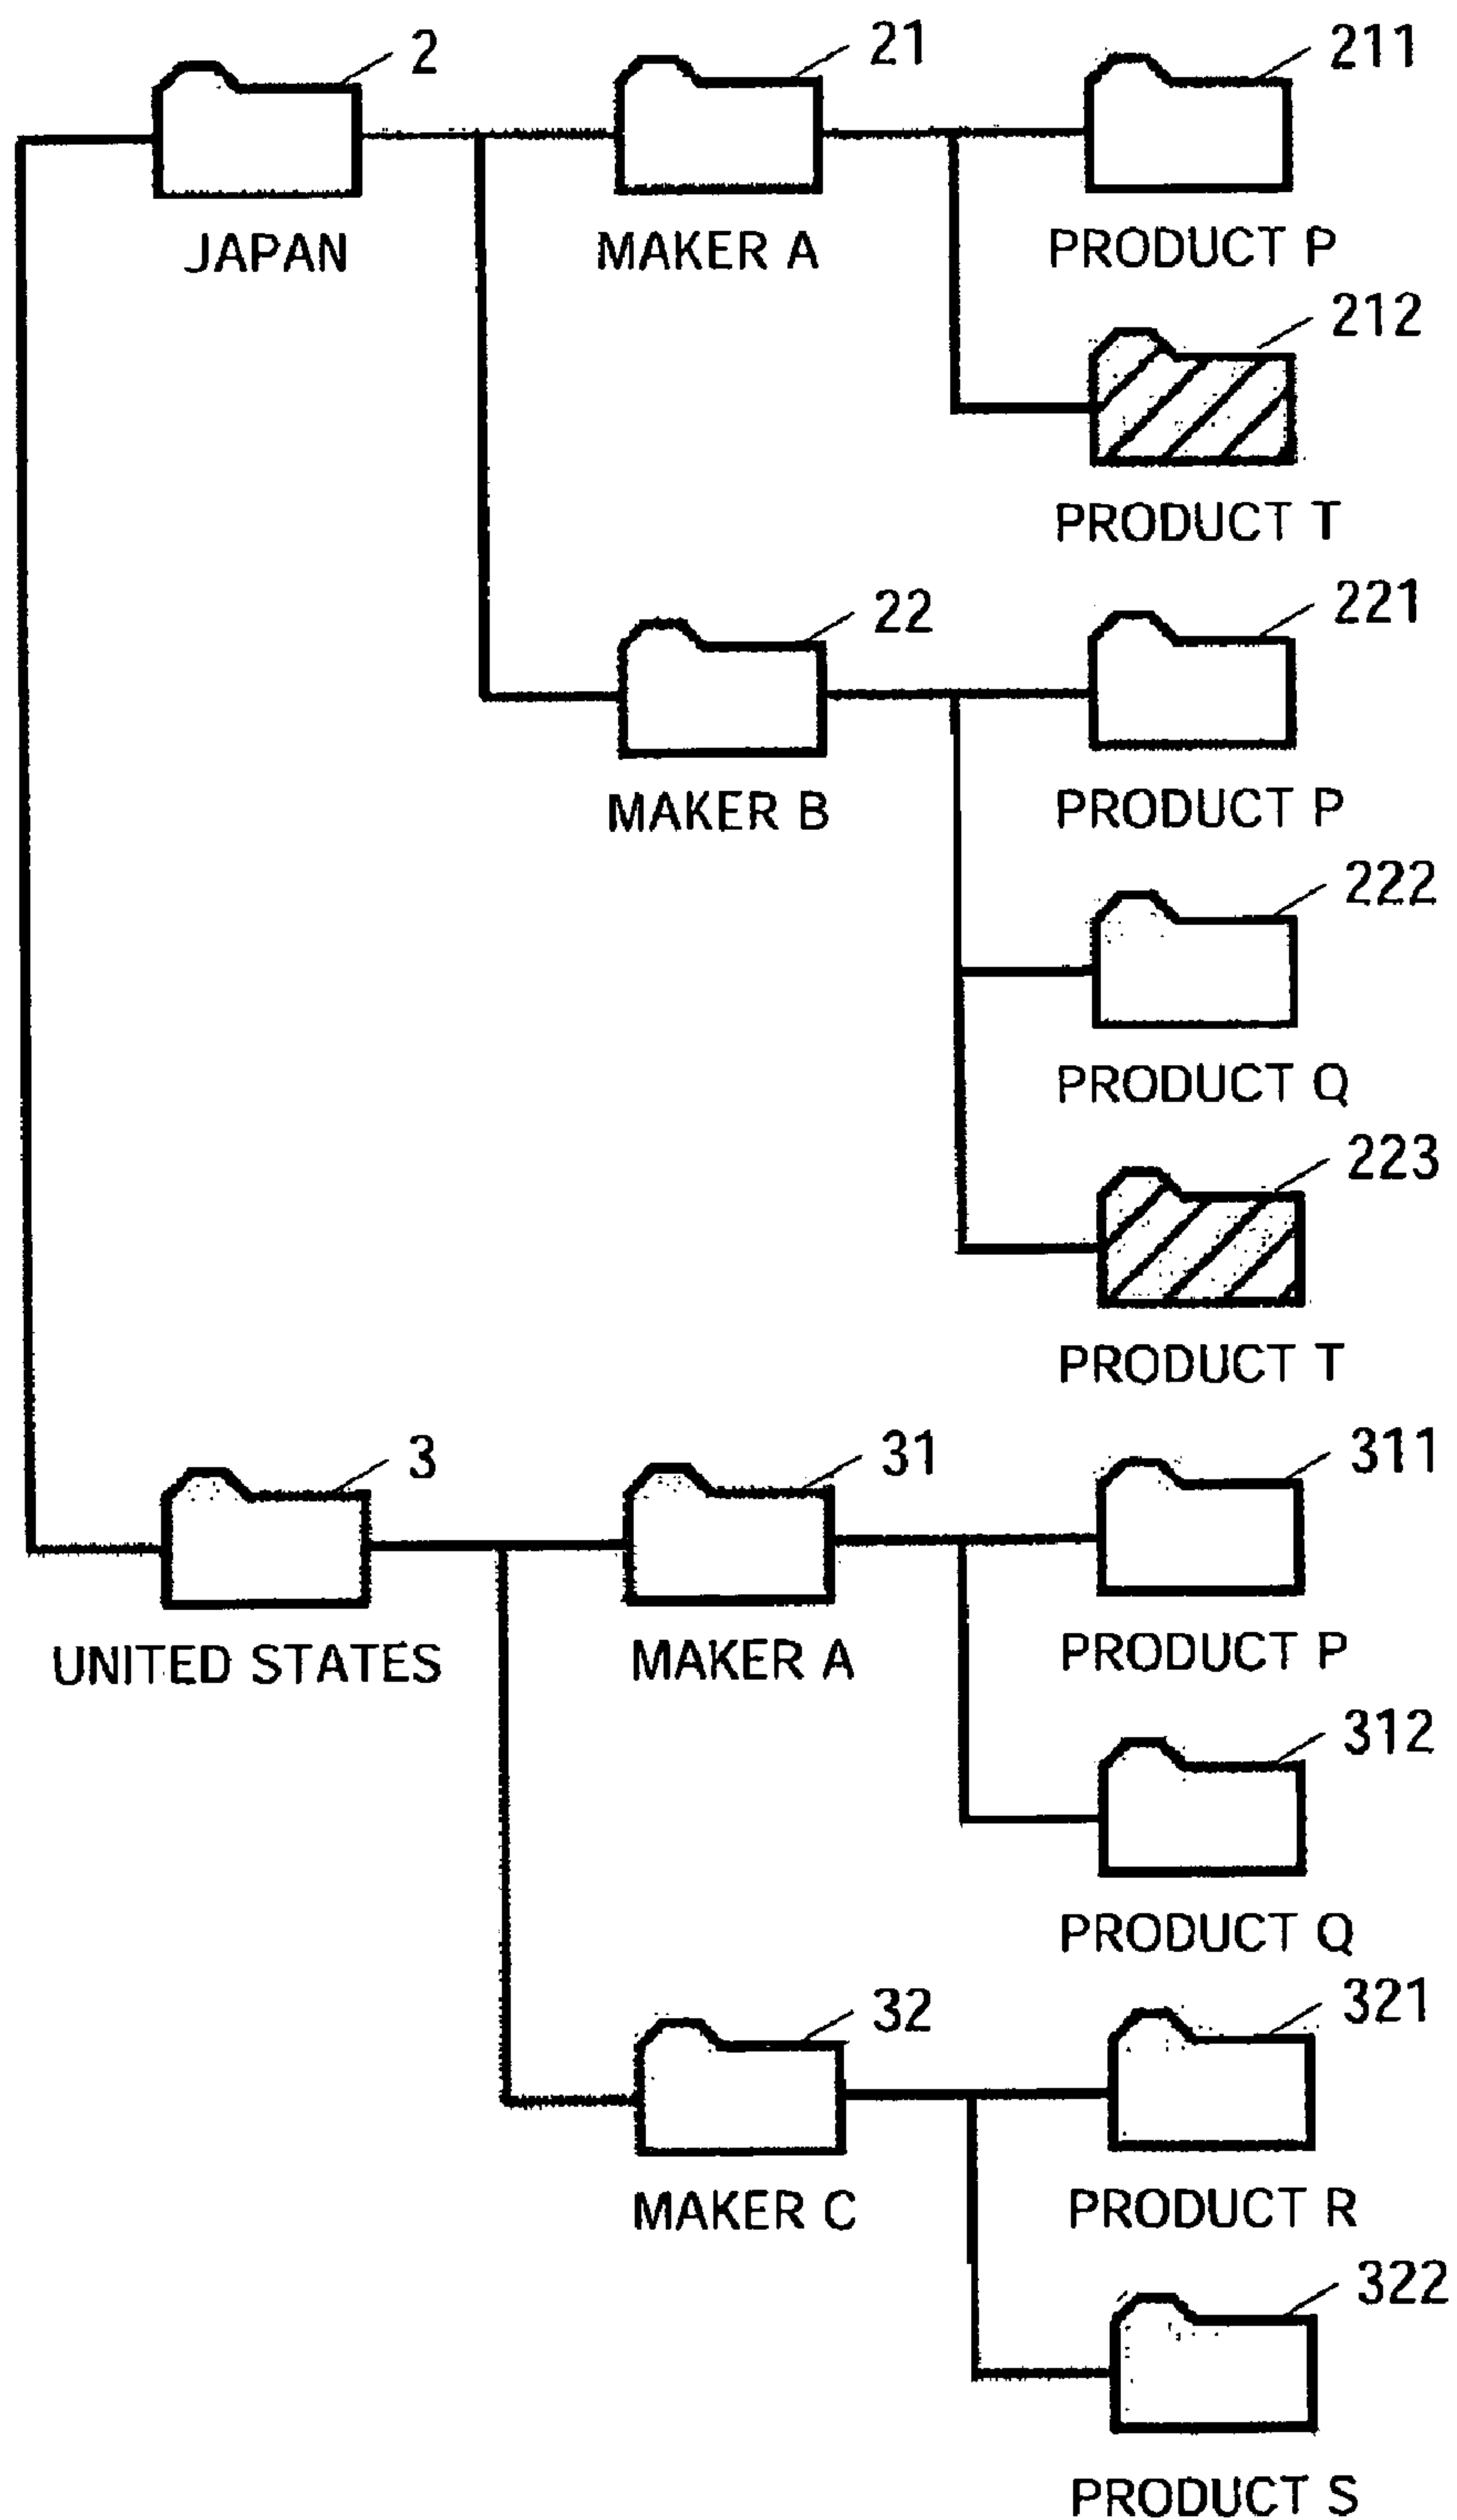 2
21
211
JAPAN
MAKER A
PRODUCT P
212
PRODUCT T
22
221
MAKER B
PRODUCT P
222
PRODUCT Q
223
PRODUCT T
3
31
311
UNITED STATES
MAKER A
PRODUCT P
312
PRODUCT Q
32
321
MAKER C
PRODUCT R
322
PRODUCT S